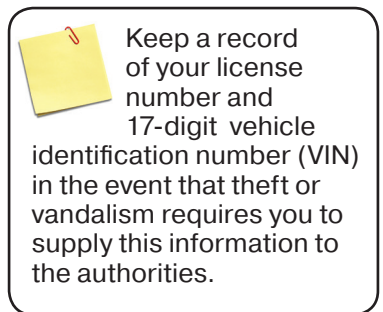 Keep a record
of your license
number and
17-digit vehicle
identification number (VIN)
in the event that theft or
vandalism requires you to
supply this information to
the authorities.